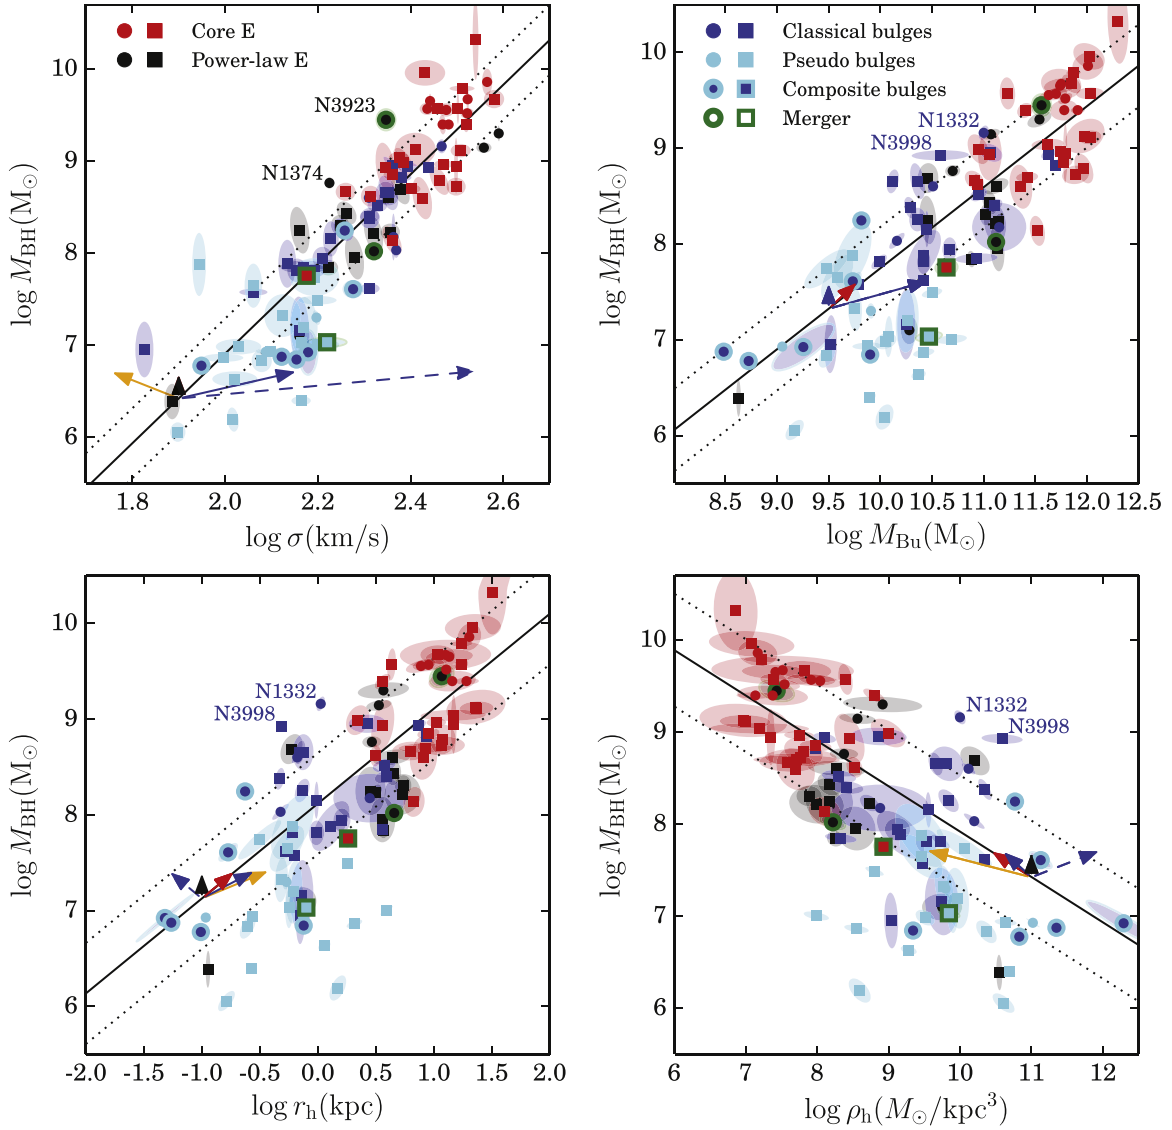 Core E
Power-law E
N3923
N1374
10
9
8
7
6
log M_BH(M_⊙)
1.8 2.0 2.2 2.4 2.6
log σ(km/s)
Classical bulges
Pseudo bulges
Composite bulges
Merger
N1332
N3998
10
9
8
7
6
log M_BH(M_⊙)
8.5 9.0 9.5 10.0 10.5 11.0 11.5 12.0 12.5
log M_Bu(M_⊙)
N1332
N3998
10
9
8
7
6
log M_BH(M_⊙)
-2.0 -1.5 -1.0 -0.5 0.0 0.5 1.0 1.5 2.0
log r_h(kpc)
N1332
N3998
10
9
8
7
6
log M_BH(M_⊙)
6 7 8 9 10 11 12
log ρ_h(M_⊙/kpc³)